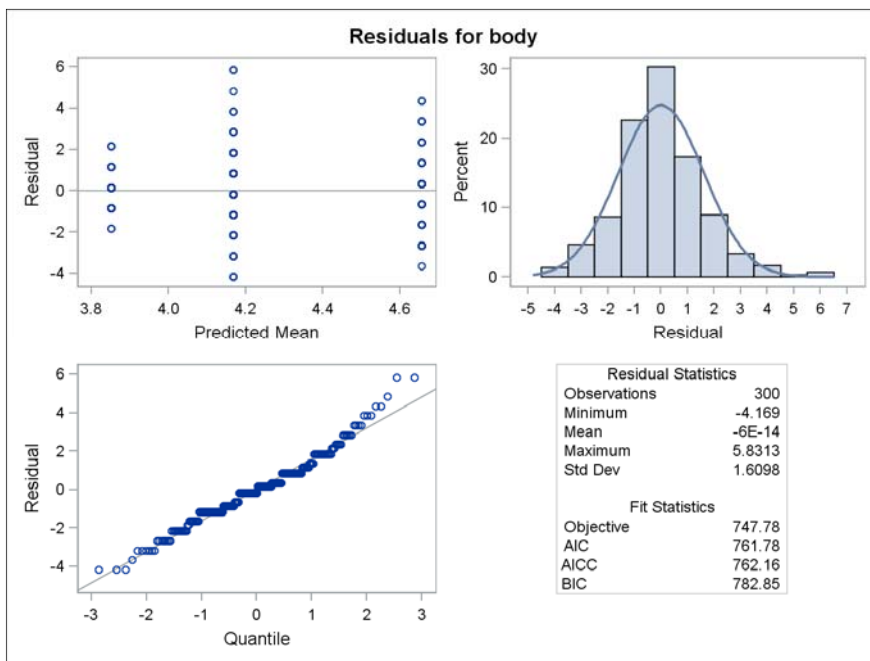 Residuals for body
6
4
2
0
-2
-4
Residual
3.8 4.0 4.2 4.4 4.6
Predicted Mean
30
20
10
0
Percent
-5 -4 -3 -2 -1 0 1 2 3 4 5 6 7
Residual
6
4
2
0
-2
-4
Residual
-3 -2 -1 0 1 2 3
Quantile
Residual Statistics
Observations 300
Minimum -4.169
Mean -6E-14
Maximum 5.8313
Std Dev 1.6098
Fit Statistics
Objective 747.78
AIC 761.78
AICC 762.16
BIC 782.85